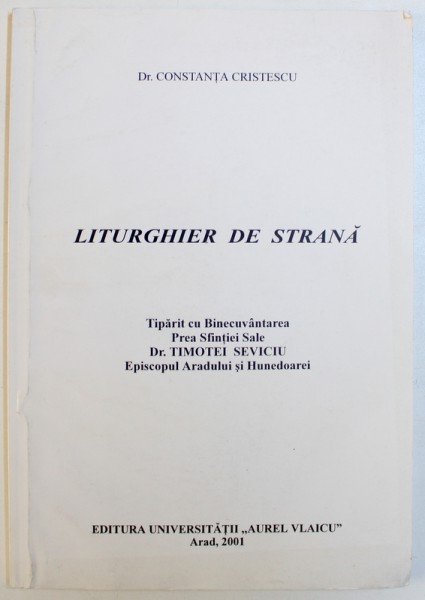 Dr. CONSTANȚA CRISTESCU
LITURGHIER DE STRANĂ
Tipărit cu Binecuvântarea
Prea Sfinției Sale
Dr. TIMOTEI SEVICIU
Episcopul Aradului și Hunedoarei
EDITURA UNIVERSITĂȚII „AUREL VLAICU”
Arad, 2001